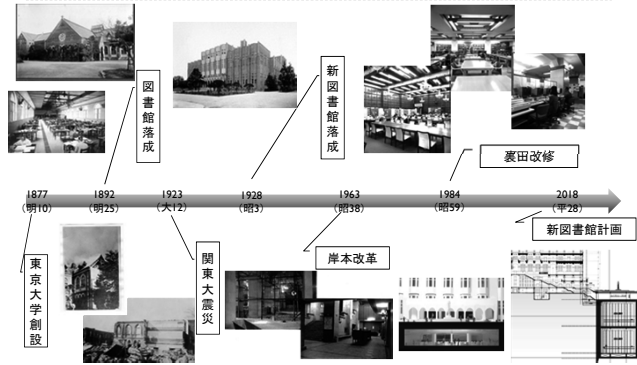 図書館落成
新図書館落成
裏田改修
1877
(明10)
1892
(明25)
1923
(大12)
1928
(昭3)
1963
(昭38)
1984
(昭59)
2018
(平28)
東京大学創設
関東大震災
岸本改革
新図書館計画